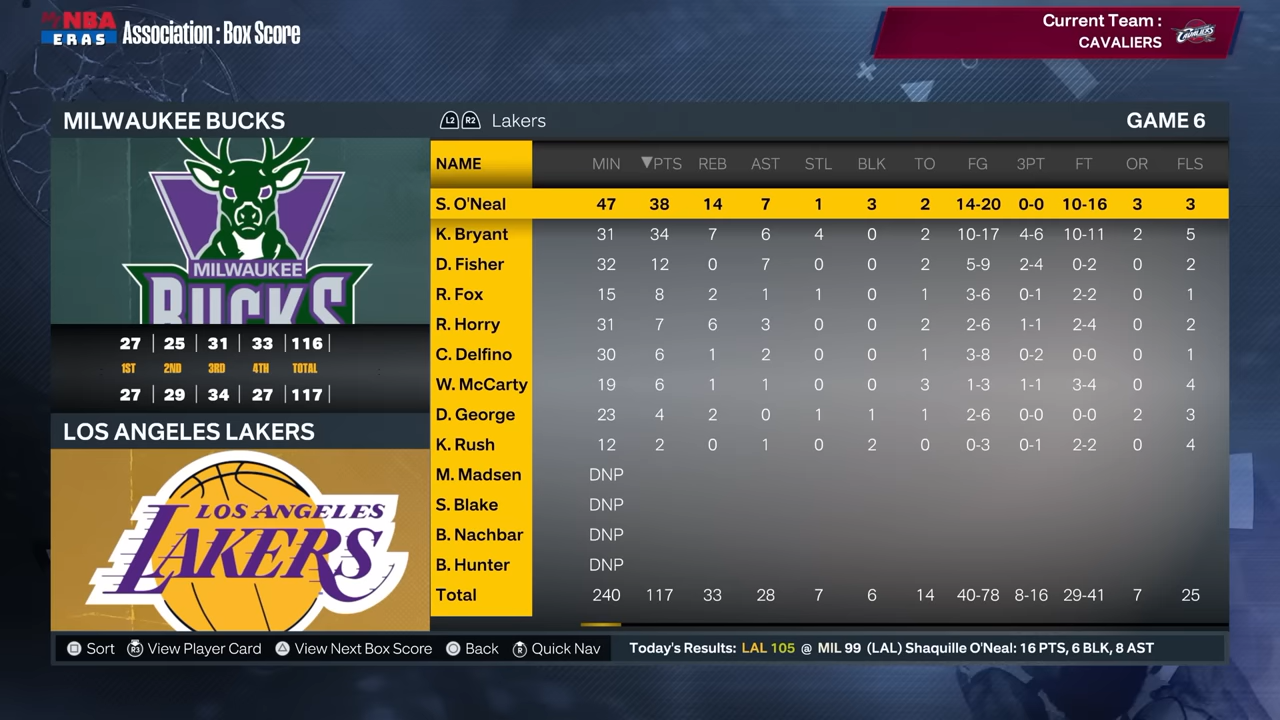 My NBA ERAS Association : Box Score
Current Team :
CAVALIERS
CAVALIERS
MILWAUKEE BUCKS
L2 R2 Lakers
GAME 6
MILWAUKEE
BUCKS
27 | 25 | 31 | 33 | 116 |
1ST 2ND 3RD 4TH TOTAL
27 | 29 | 34 | 27 | 117 |
LOS ANGELES LAKERS
LOS ANGELES
LAKERS
NAME MIN ▼PTS REB AST STL BLK TO FG 3PT FT OR FLS
S. O'Neal 47 38 14 7 1 3 2 14-20 0-0 10-16 3 3
K. Bryant 31 34 7 6 4 0 2 10-17 4-6 10-11 2 5
D. Fisher 32 12 0 7 0 0 2 5-9 2-4 0-2 0 2
R. Fox 15 8 2 1 1 0 1 3-6 0-1 2-2 0 1
R. Horry 31 7 6 3 0 0 2 2-6 1-1 2-4 0 2
C. Delfino 30 6 1 2 0 0 1 3-8 0-2 0-0 0 1
W. McCarty 19 6 1 1 0 0 3 1-3 1-1 3-4 0 4
D. George 23 4 2 0 1 1 1 2-6 0-0 0-0 2 3
K. Rush 12 2 0 1 0 2 0 0-3 0-1 2-2 0 4
M. Madsen DNP
S. Blake DNP
B. Nachbar DNP
B. Hunter DNP
Total 240 117 33 28 7 6 14 40-78 8-16 29-41 7 25
Sort R3 View Player Card View Next Box Score Back R Quick Nav Today's Results: LAL 105 @ MIL 99 (LAL) Shaquille O'Neal: 16 PTS, 6 BLK, 8 AST